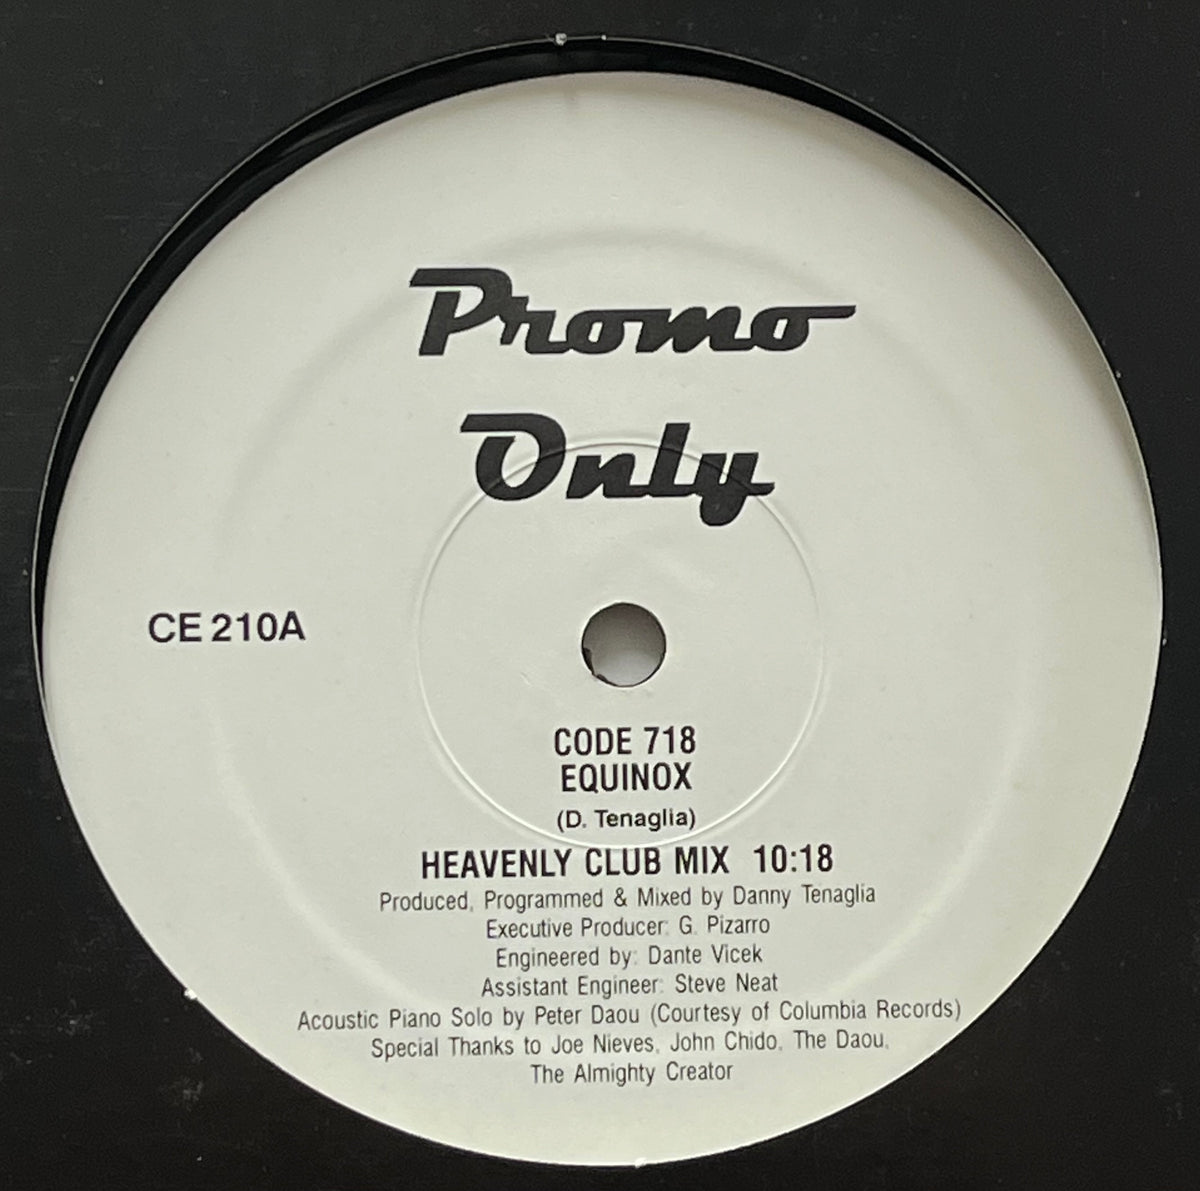 Promo
Only
CE 210A
CODE 718
EQUINOX
(D. Tenaglia)
HEAVENLY CLUB MIX 10:18
Produced, Programmed & Mixed by Danny Tenaglia
Executive Producer: G. Pizarro
Engineered by: Dante Vicek
Assistant Engineer: Steve Neat
Acoustic Piano Solo by Peter Daou (Courtesy of Columbia Records)
Special Thanks to Joe Nieves, John Chido, The Daou,
The Almighty Creator